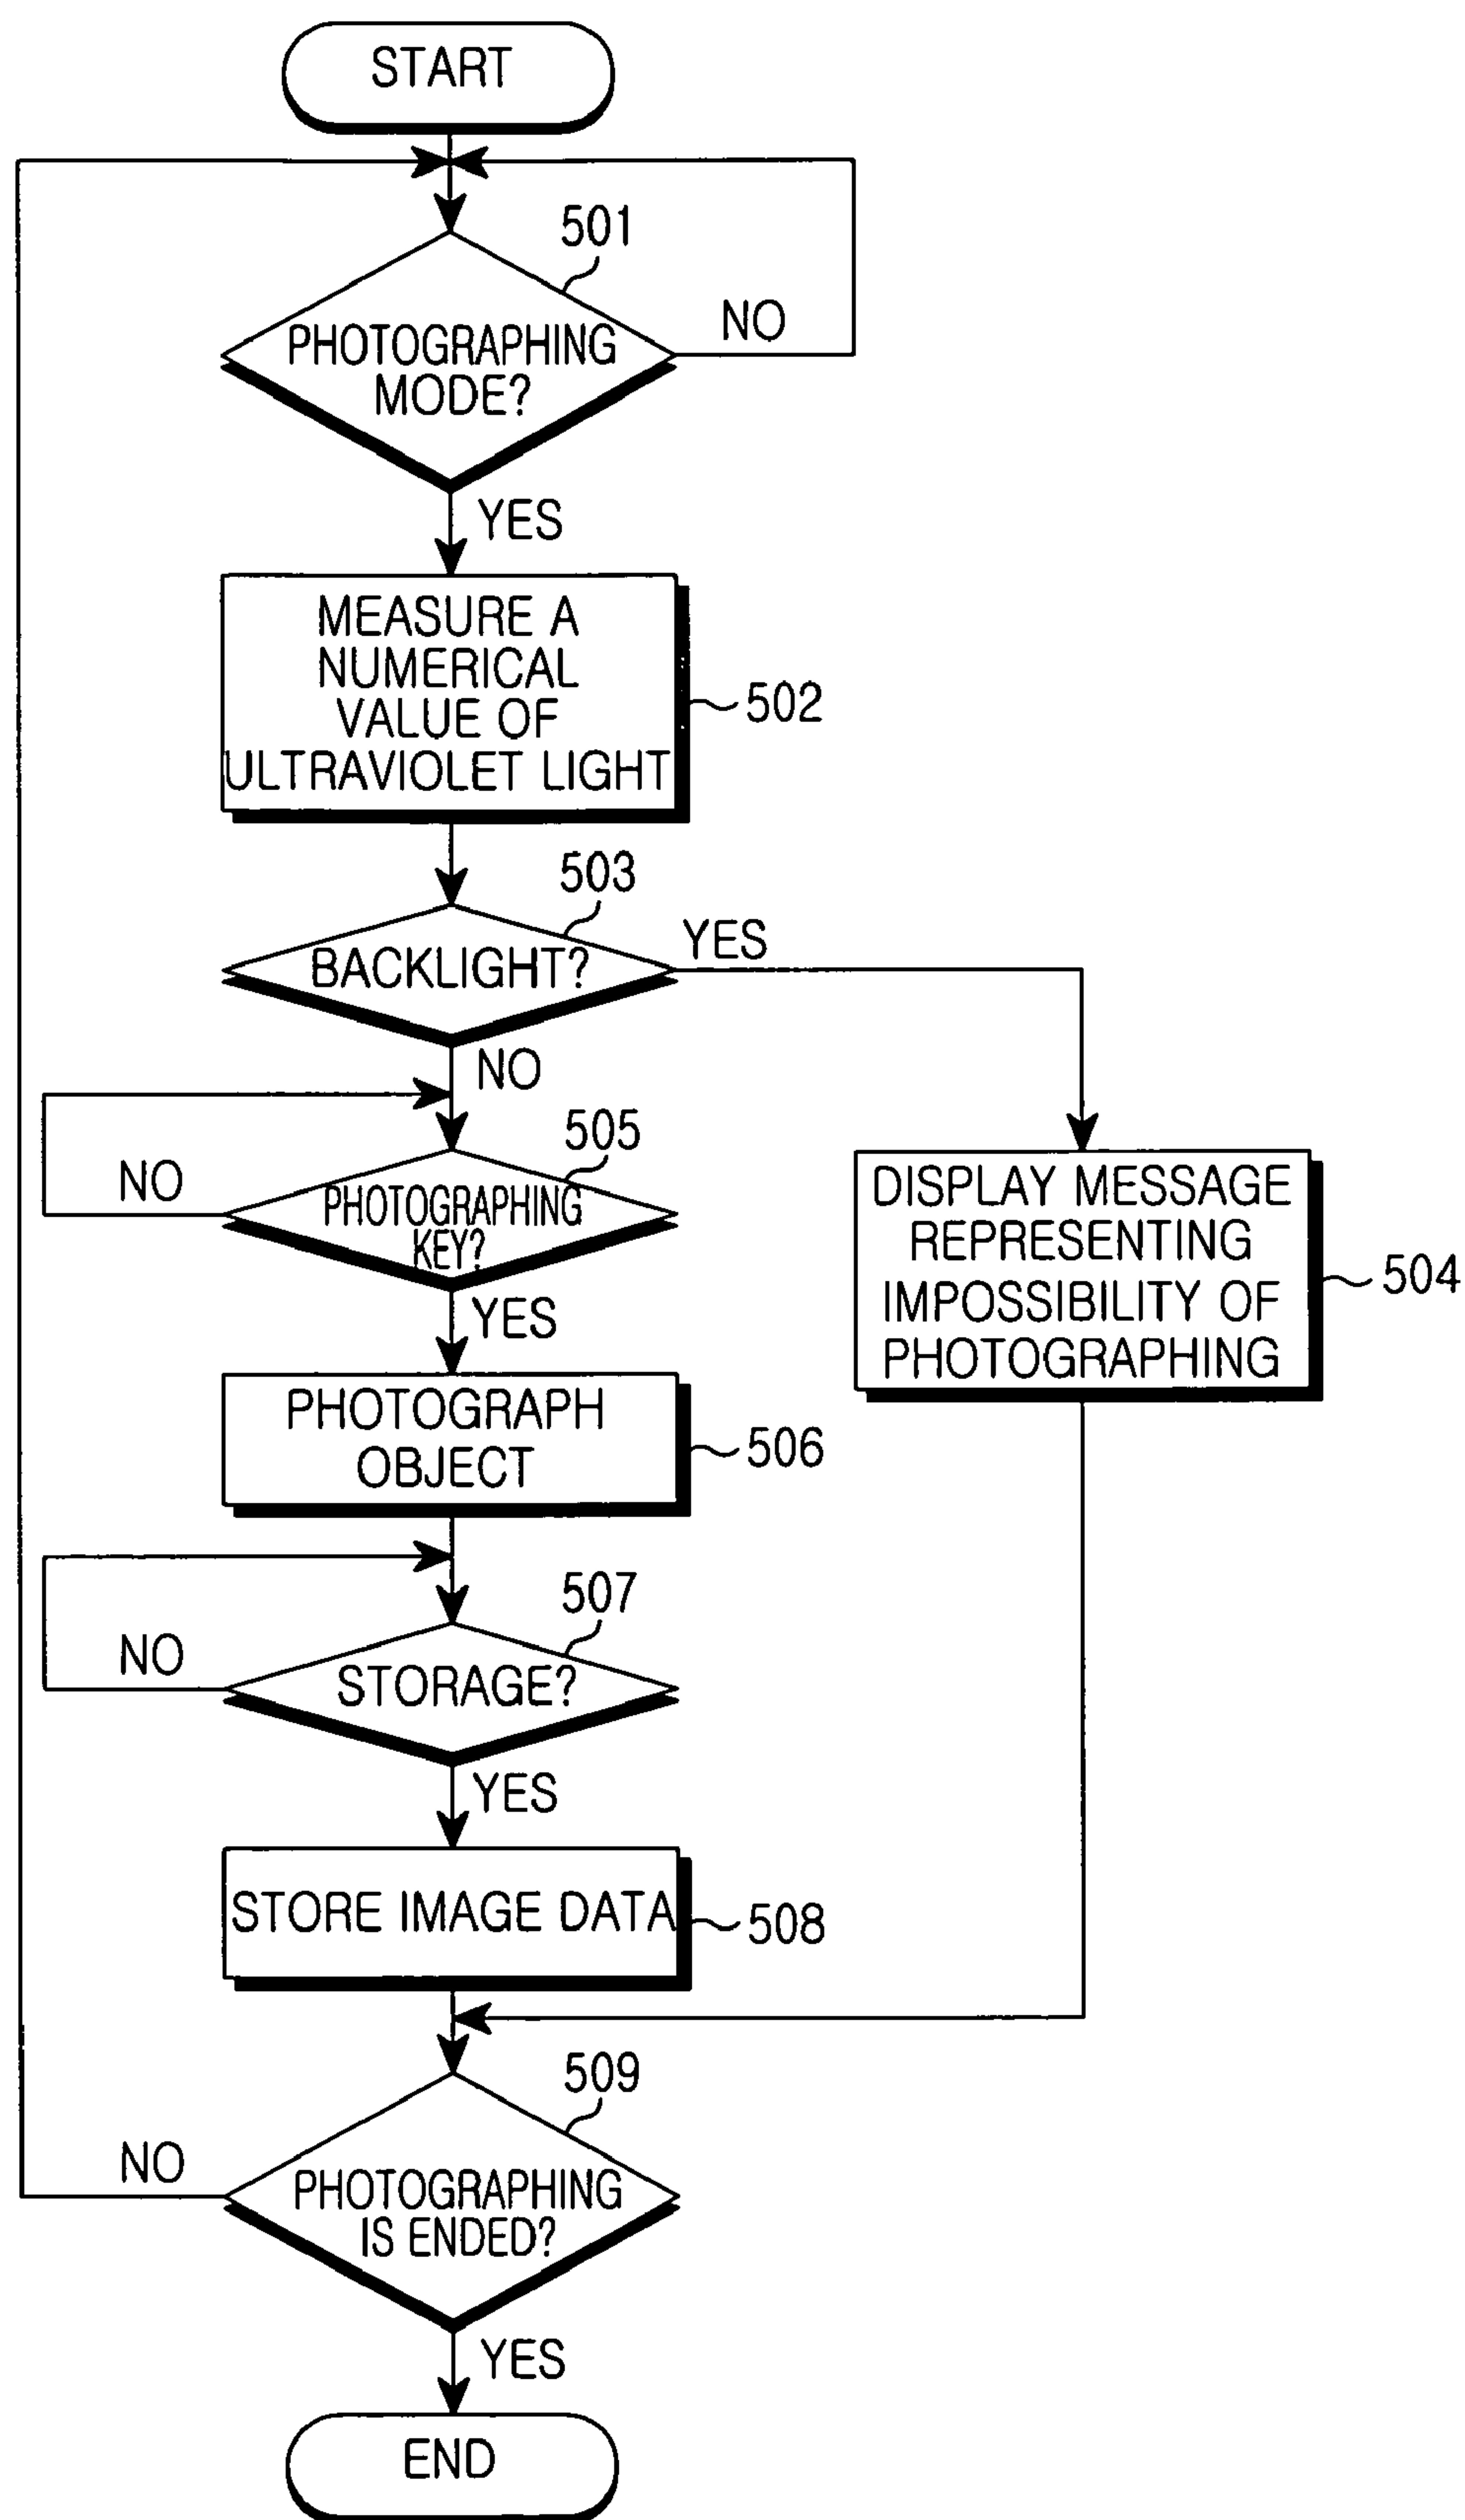 START
501
PHOTOGRAPHING
MODE?
NO
YES
MEASURE A
NUMERICAL
VALUE OF
ULTRAVIOLET LIGHT
502
503
BACKLIGHT?
YES
NO
505
PHOTOGRAPHING
KEY?
NO
YES
DISPLAY MESSAGE
REPRESENTING
IMPOSSIBILITY OF
PHOTOGRAPHING
504
PHOTOGRAPH
OBJECT
506
507
STORAGE?
NO
YES
STORE IMAGE DATA
508
509
PHOTOGRAPHING
IS ENDED?
NO
YES
END